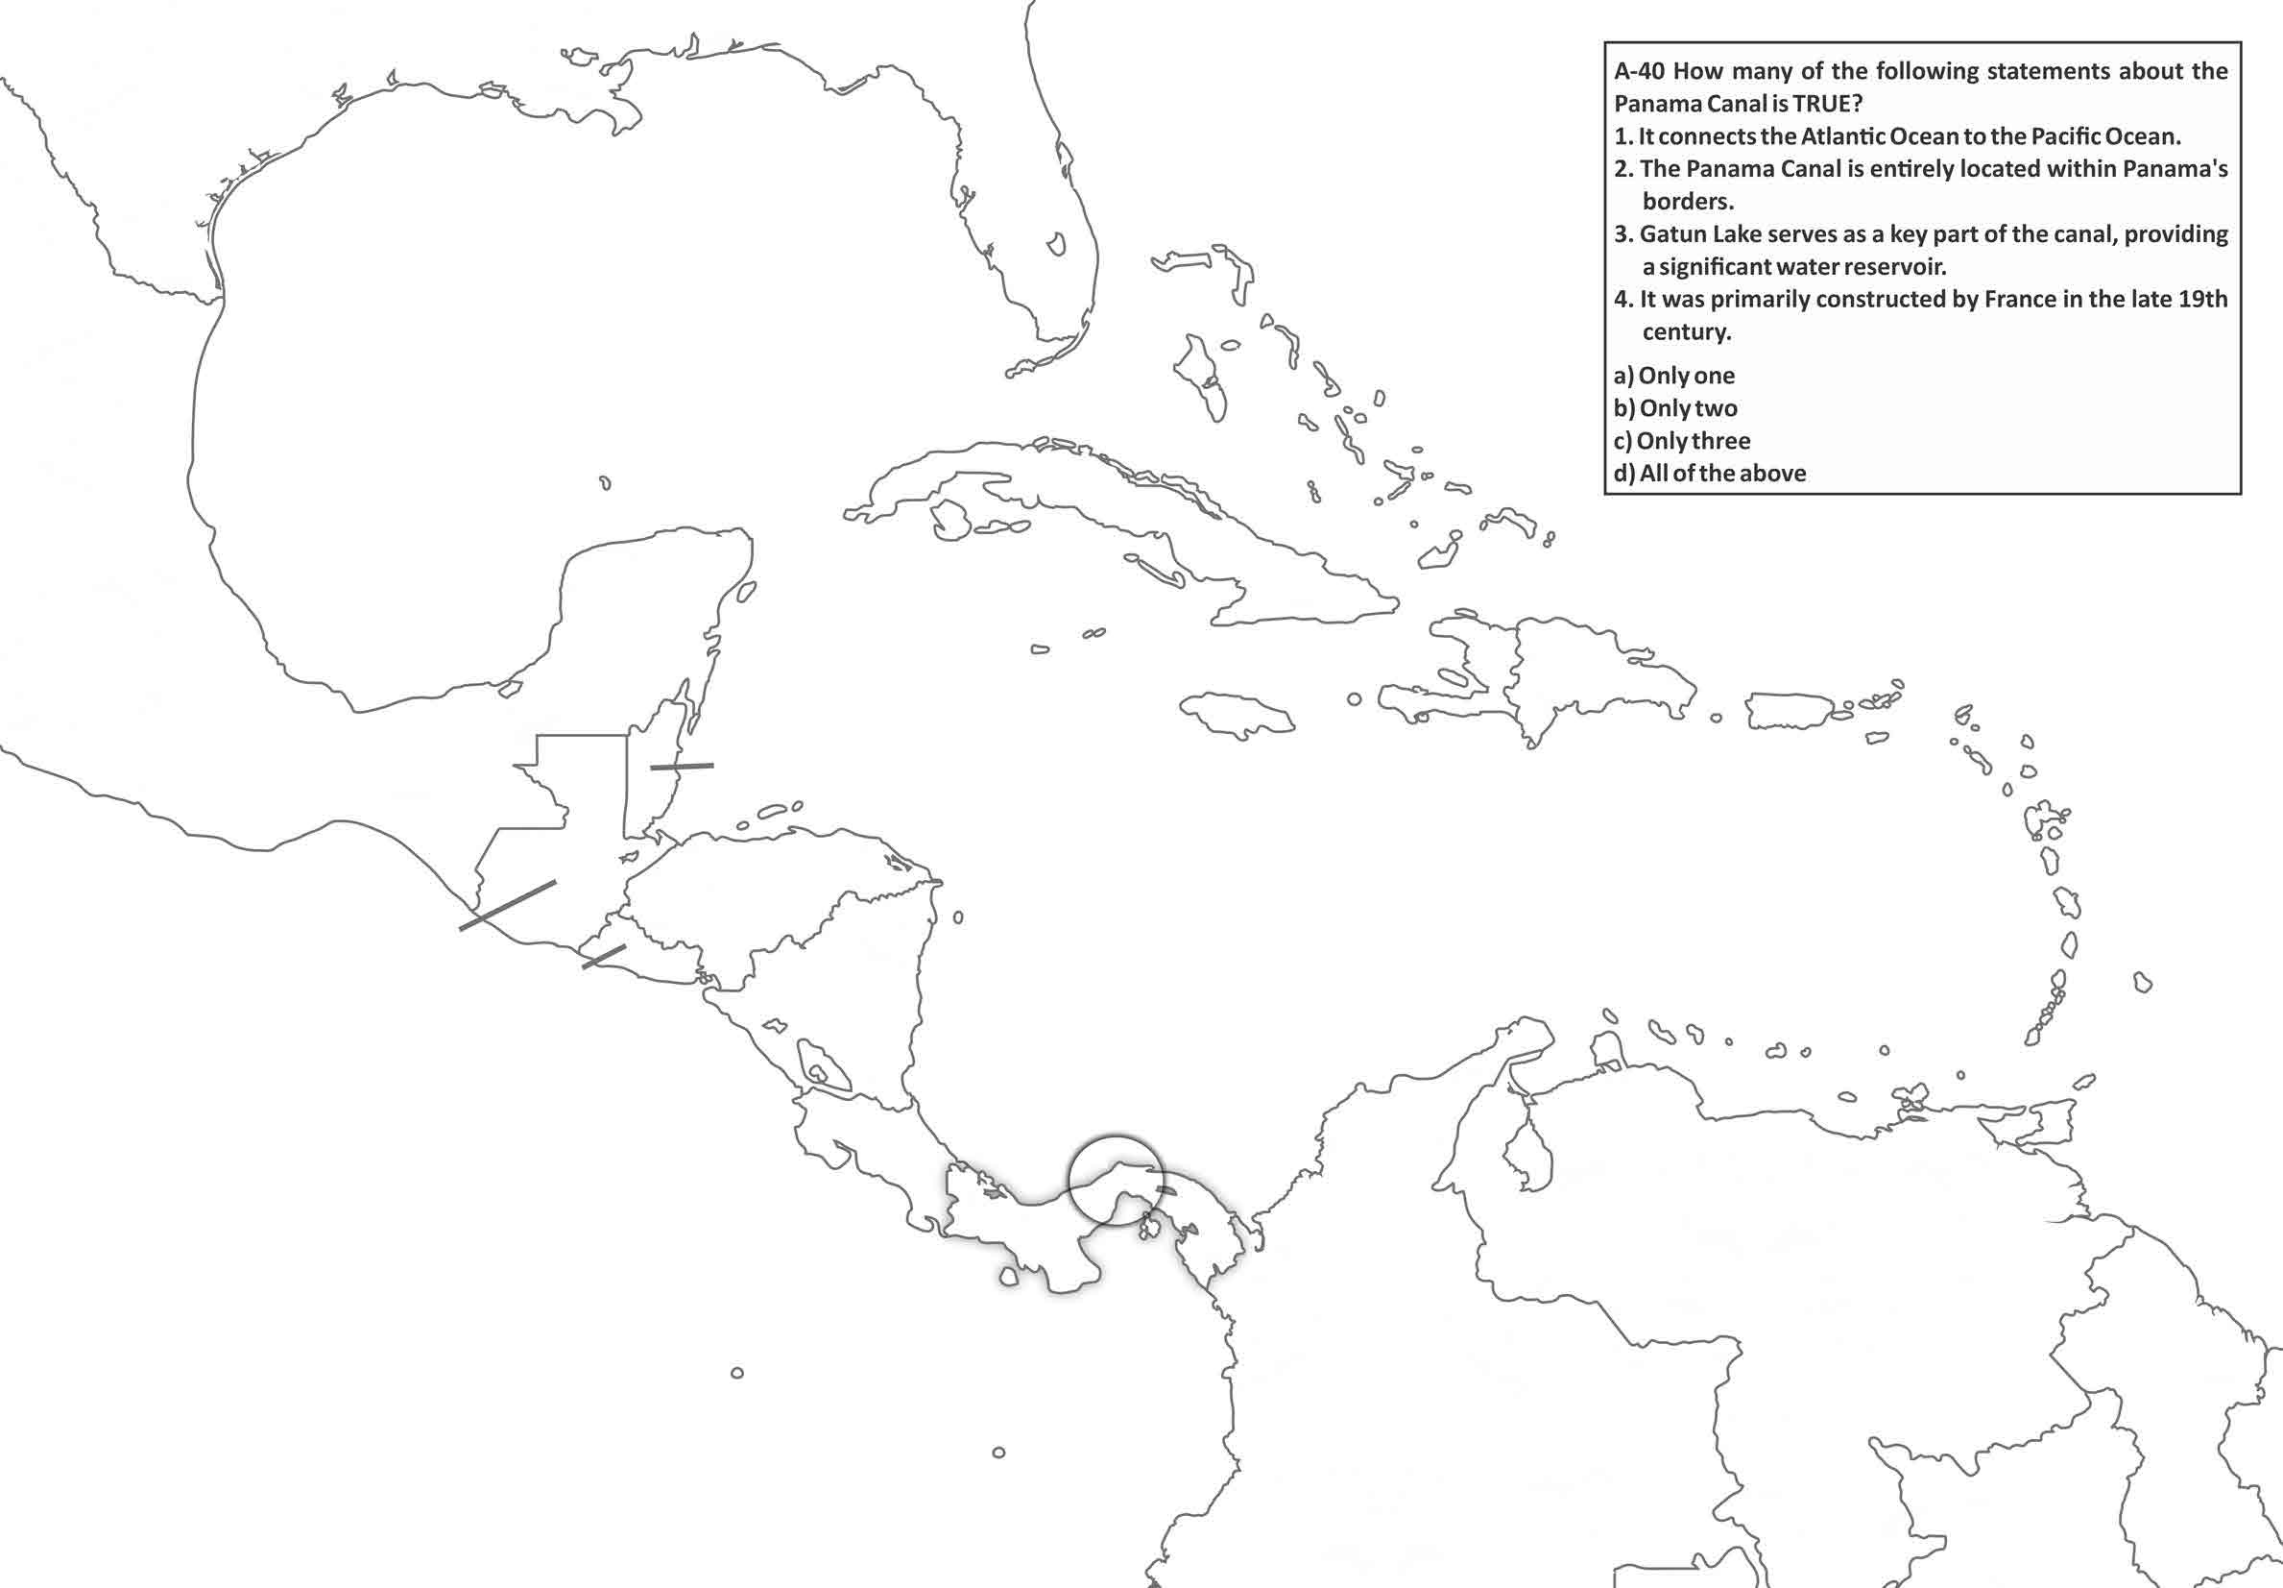 A-40 How many of the following statements about the
Panama Canal is TRUE?
1. It connects the Atlantic Ocean to the Pacific Ocean.
2. The Panama Canal is entirely located within Panama's
borders.
3. Gatun Lake serves as a key part of the canal, providing
a significant water reservoir.
4. It was primarily constructed by France in the late 19th
century.
a) Only one
b) Only two
c) Only three
d) All of the above